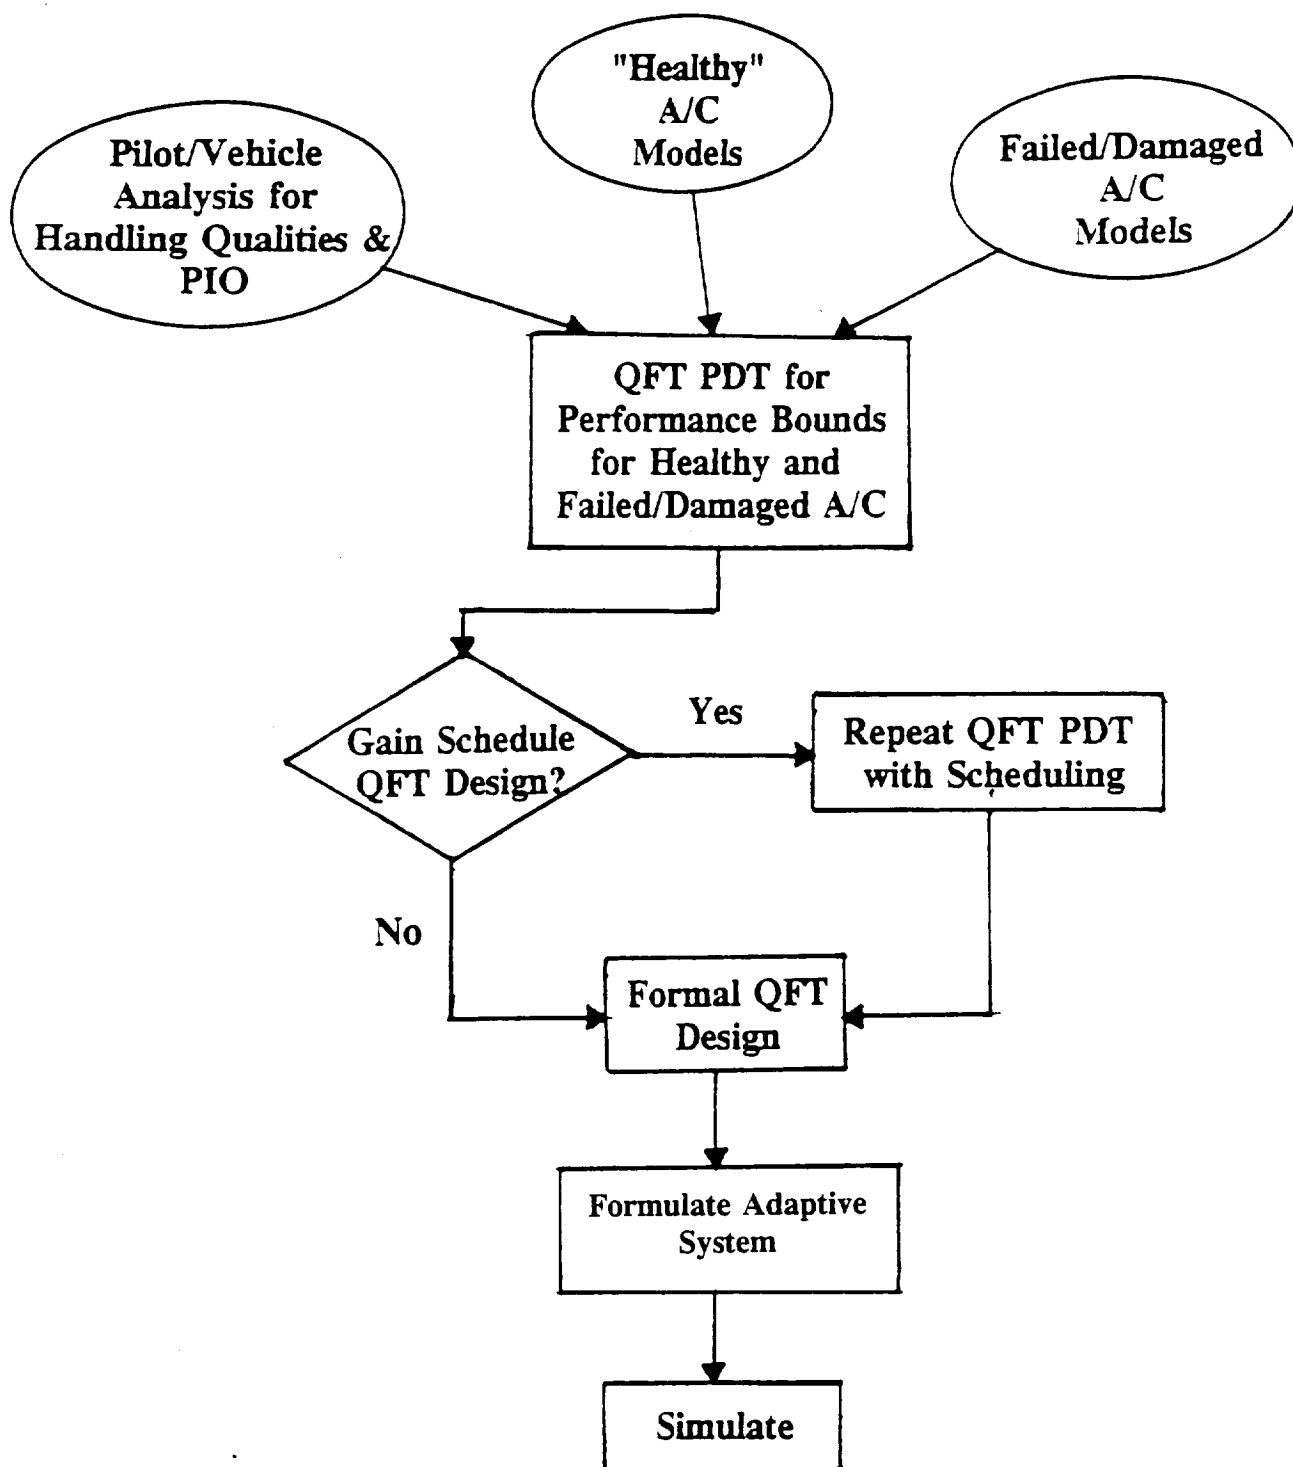 "Healthy"
A/C
Models
Pilot/Vehicle
Analysis for
Handling Qualities &
PIO
Failed/Damaged
A/C
Models
QFT PDT for
Performance Bounds
for Healthy and
Failed/Damaged A/C
Gain Schedule
QFT Design?
Yes
Repeat QFT PDT
with Scheduling
No
Formal QFT
Design
Formulate Adaptive
System
Simulate